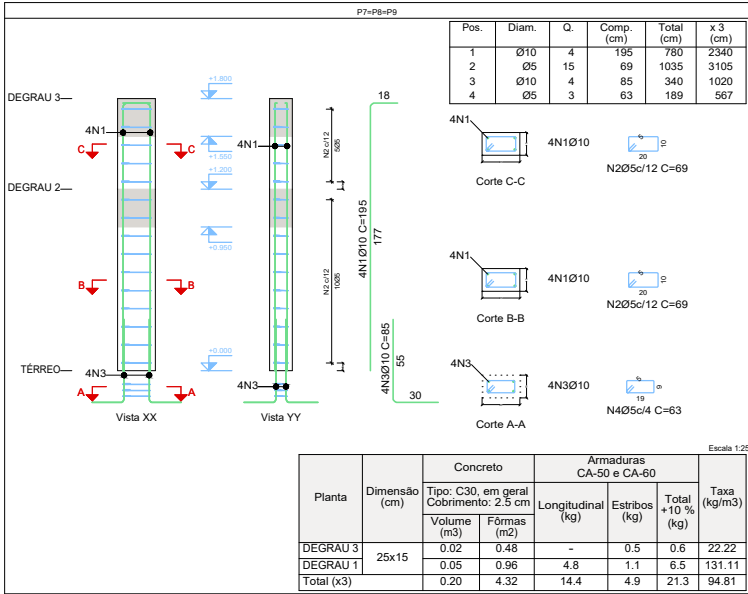 P7=P8=P9
Pos. Diam. Q. Comp. (cm) Total (cm) x 3 (cm)
1 Ø10 4 195 780 2340
2 Ø5 15 69 1035 3105
3 Ø10 4 85 340 1020
4 Ø5 3 63 189 567
DEGRAU 3
DEGRAU 2
TÉRREO
4N1
C C
B B
4N3
A A
Vista XX
+1.800
+1.550
+1.200
+0.950
+0.000
4N1
4N3
Vista YY
N2 c/12
5Ø5
N2 c/12
10Ø5
18
4N1Ø10 C=195
177
4N3Ø10 C=85
55
30
4N1
4N1Ø10
Corte C-C
5
10
20
N2Ø5c/12 C=69
4N1
4N1Ø10
Corte B-B
5
10
20
N2Ø5c/12 C=69
4N3
4N3Ø10
Corte A-A
5
9
19
N4Ø5c/4 C=63
Escala 1:25
Planta
Dimensão (cm)
Concreto
Tipo: C30, em geral
Cobrimento: 2.5 cm
Volume (m3)
Fôrmas (m2)
Armaduras
CA-50 e CA-60
Longitudinal (kg)
Estribos (kg)
Total +10 % (kg)
Taxa (kg/m3)
DEGRAU 3 25x15 0.02 0.48 - 0.5 0.6 22.22
DEGRAU 1 0.05 0.96 4.8 1.1 6.5 131.11
Total (x3) 0.20 4.32 14.4 4.9 21.3 94.81